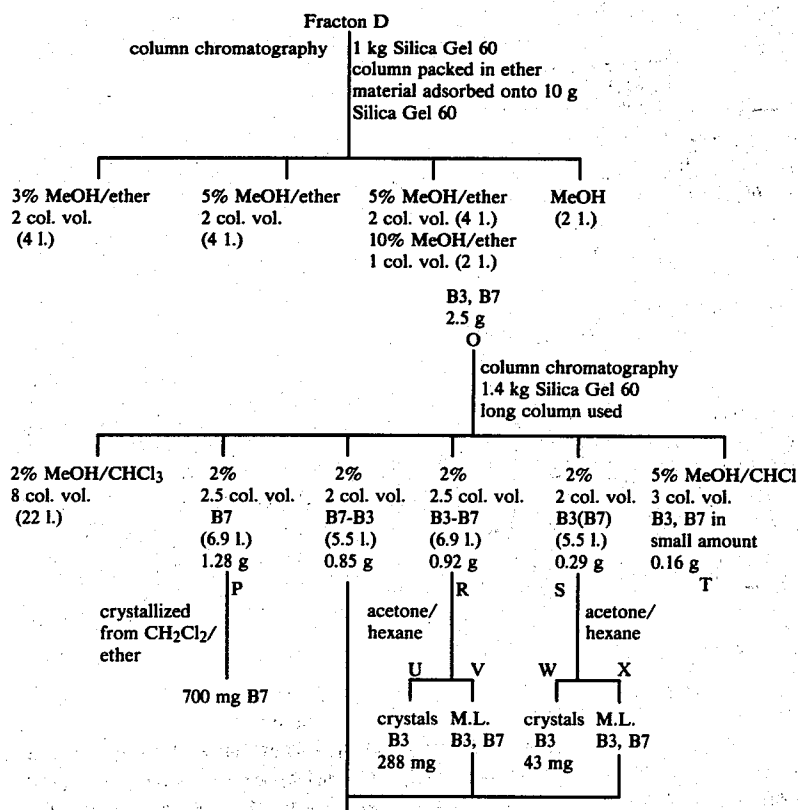 Fracton D
column chromatography
1 kg Silica Gel 60
column packed in ether
material adsorbed onto 10 g
Silica Gel 60
3% MeOH/ether
2 col. vol.
(4 l.)
5% MeOH/ether
2 col. vol.
(4 l.)
5% MeOH/ether
2 col. vol. (4 l.)
10% MeOH/ether
1 col. vol. (2 l.)
MeOH
(2 l.)
B3, B7
2.5 g
O
column chromatography
1.4 kg Silica Gel 60
long column used
2% MeOH/CHCl3
8 col. vol.
(22 l.)
2%
2.5 col. vol.
B7
(6.9 l.)
1.28 g
P
2%
2 col. vol.
B7-B3
(5.5 l.)
0.85 g
2%
2.5 col. vol.
B3-B7
(6.9 l.)
0.92 g
R
2%
2 col. vol.
B3(B7)
(5.5 l.)
0.29 g
S
5% MeOH/CHCl
3 col. vol.
B3, B7 in
small amount
0.16 g
T
crystallized
from CH2Cl2/
ether
700 mg B7
acetone/
hexane
U V
crystals
B3
288 mg
M.L.
B3, B7
acetone/
hexane
W X
crystals
B3
43 mg
M.L.
B3, B7